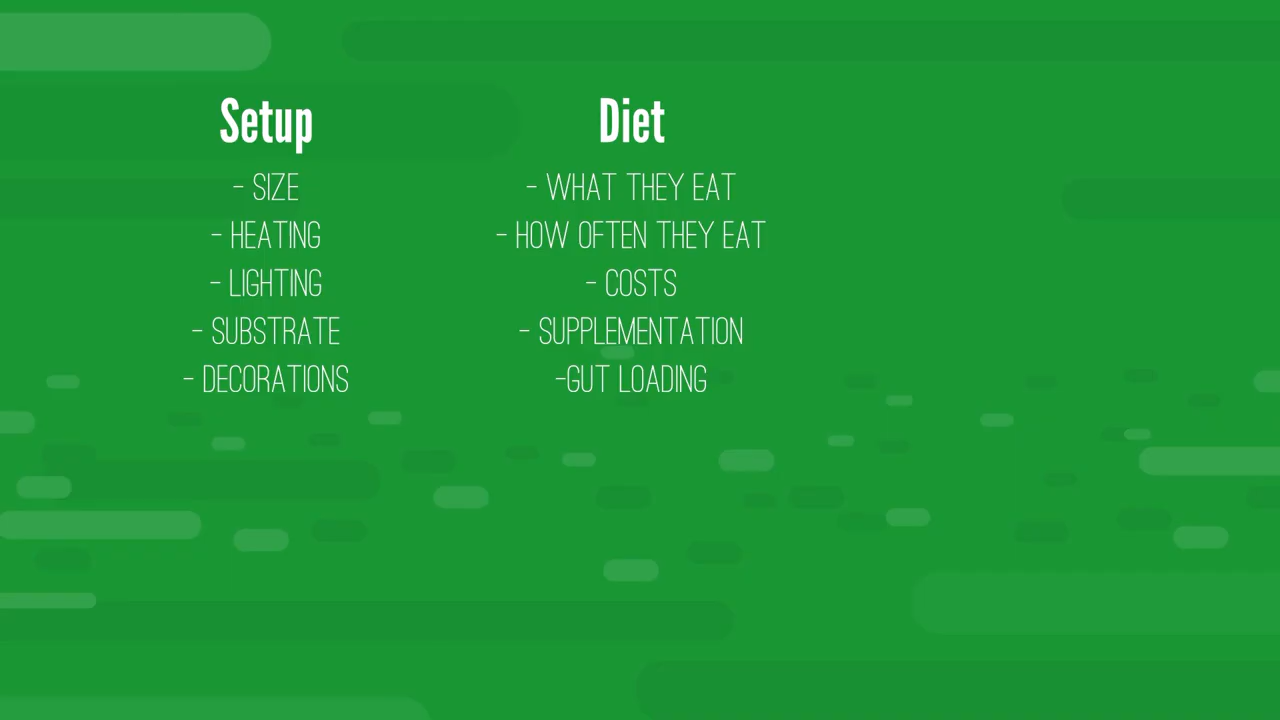 Setup
- SIZE
- HEATING
- LIGHTING
- SUBSTRATE
- DECORATIONS
Diet
- WHAT THEY EAT
- HOW OFTEN THEY EAT
- COSTS
- SUPPLEMENTATION
-GUT LOADING